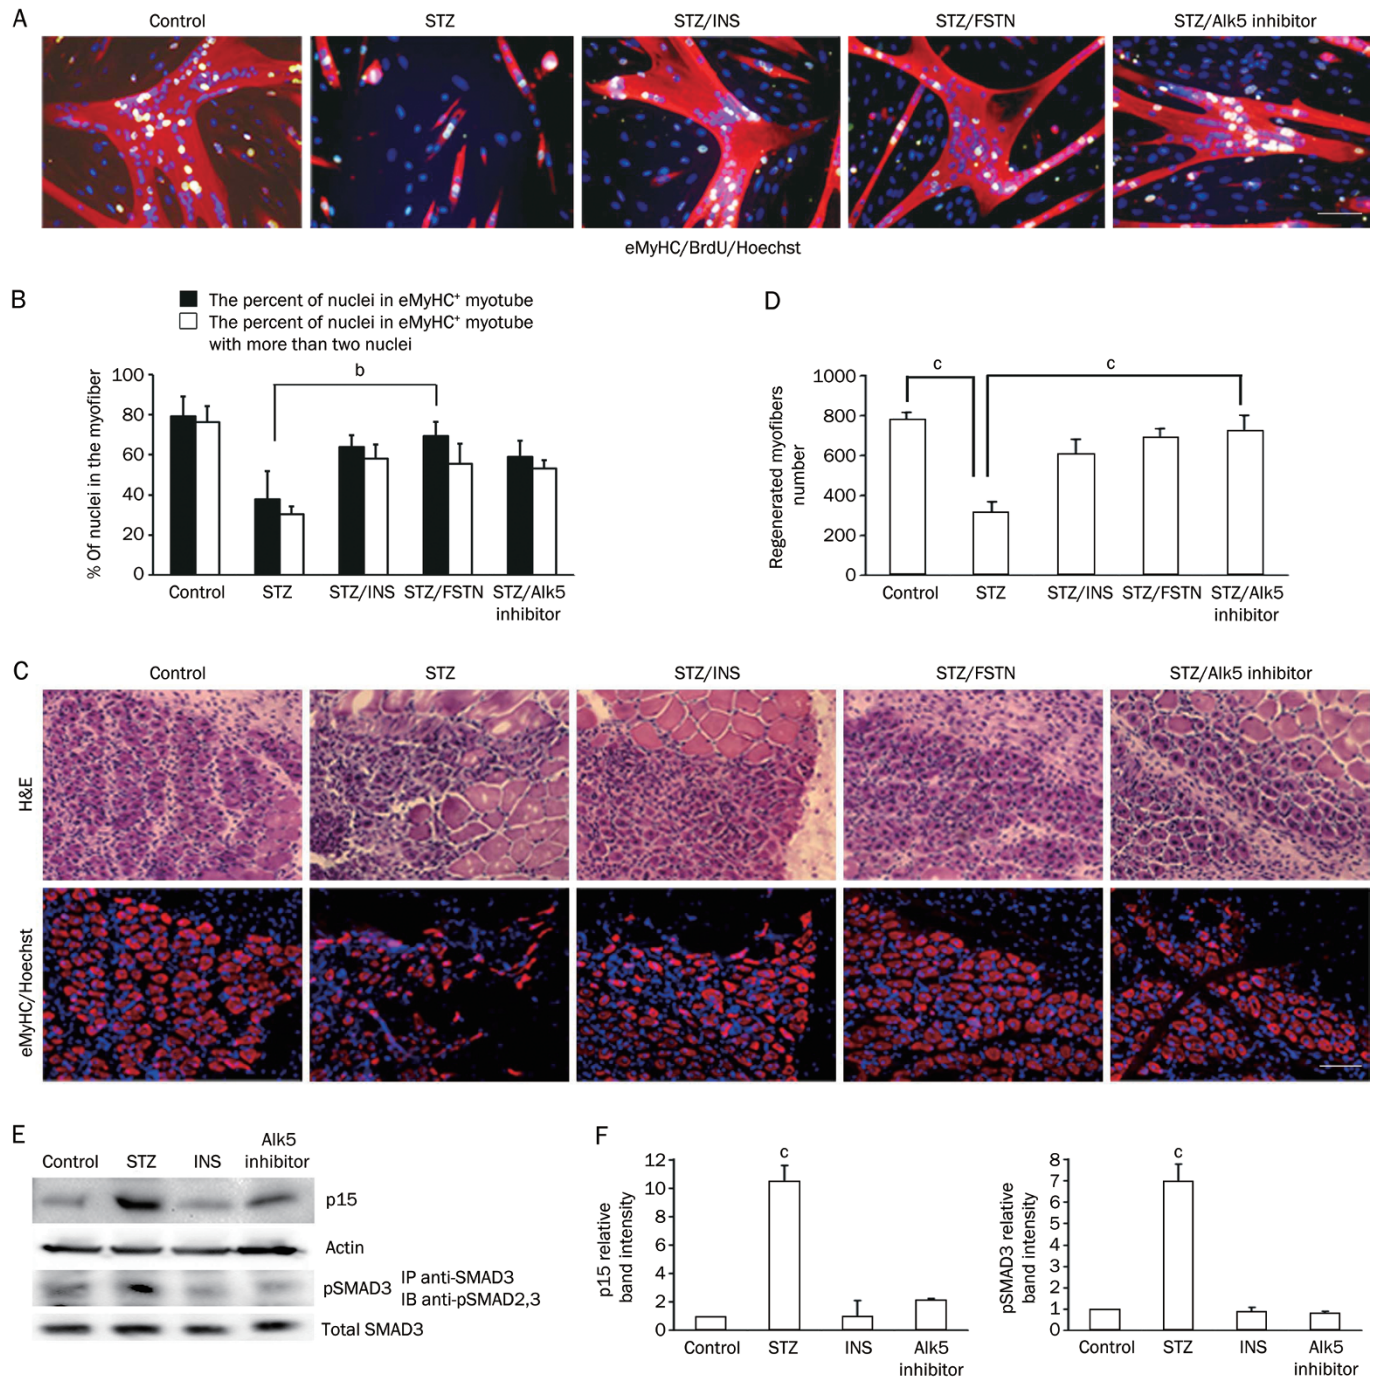 A
Control
STZ
STZ/INS
STZ/FSTN
STZ/Alk5 inhibitor
eMyHC/BrdU/Hoechst
B
The percent of nuclei in eMyHC⁺ myotube
The percent of nuclei in eMyHC⁺ myotube
with more than two nuclei
% Of nuclei in the myofiber
100
80
60
40
20
0
b
Control
STZ
STZ/INS
STZ/FSTN
STZ/Alk5
inhibitor
D
Regenerated myofibers
number
1000
800
600
400
200
0
c
c
Control
STZ
STZ/INS
STZ/FSTN
STZ/Alk5
inhibitor
C
Control
STZ
STZ/INS
STZ/FSTN
STZ/Alk5 inhibitor
H&E
eMyHC/Hoechst
E
Control
STZ
INS
Alk5
inhibitor
p15
Actin
pSMAD3
IP anti-SMAD3
IB anti-pSMAD2,3
Total SMAD3
F
p15 relative
band intensity
12
10
8
6
4
2
0
c
Control
STZ
INS
Alk5
inhibitor
pSMAD3 relative
band intensity
8
7
6
5
4
3
2
1
0
c
Control
STZ
INS
Alk5
inhibitor